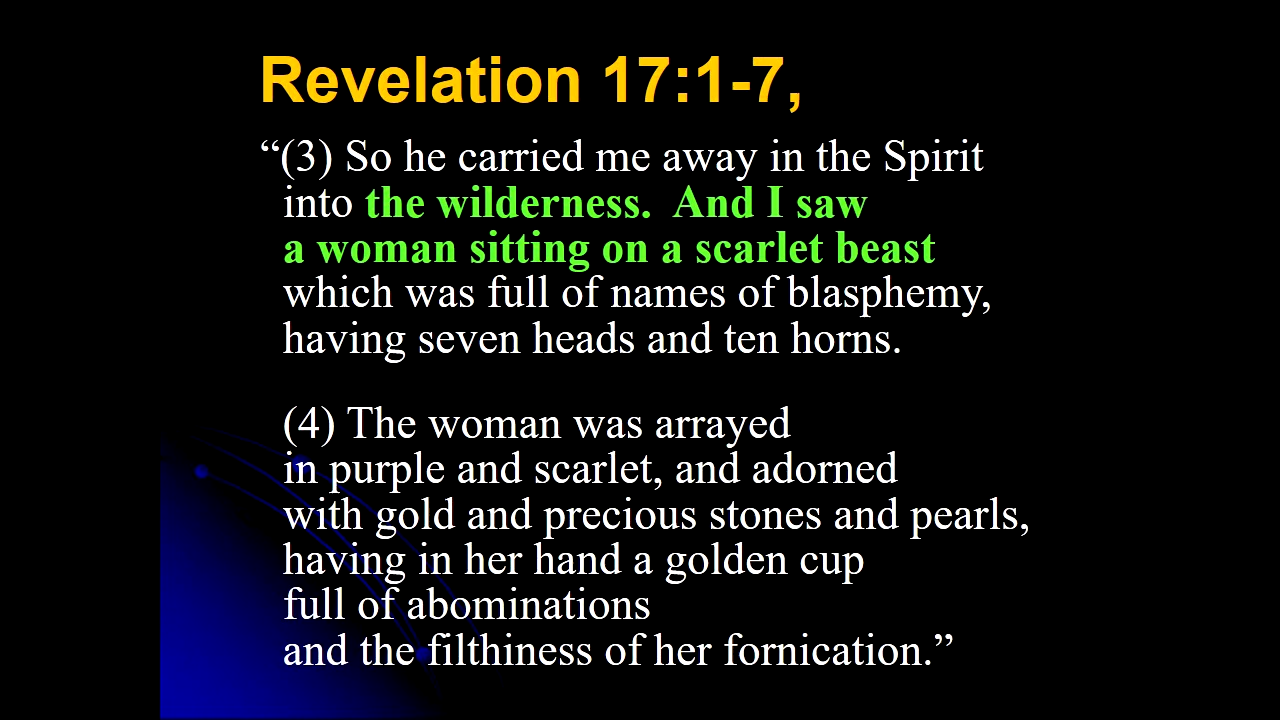 Revelation 17:1-7,
“(3) So he carried me away in the Spirit
into the wilderness.  And I saw
a woman sitting on a scarlet beast
which was full of names of blasphemy,
having seven heads and ten horns.
(4) The woman was arrayed
in purple and scarlet, and adorned
with gold and precious stones and pearls,
having in her hand a golden cup
full of abominations
and the filthiness of her fornication.”